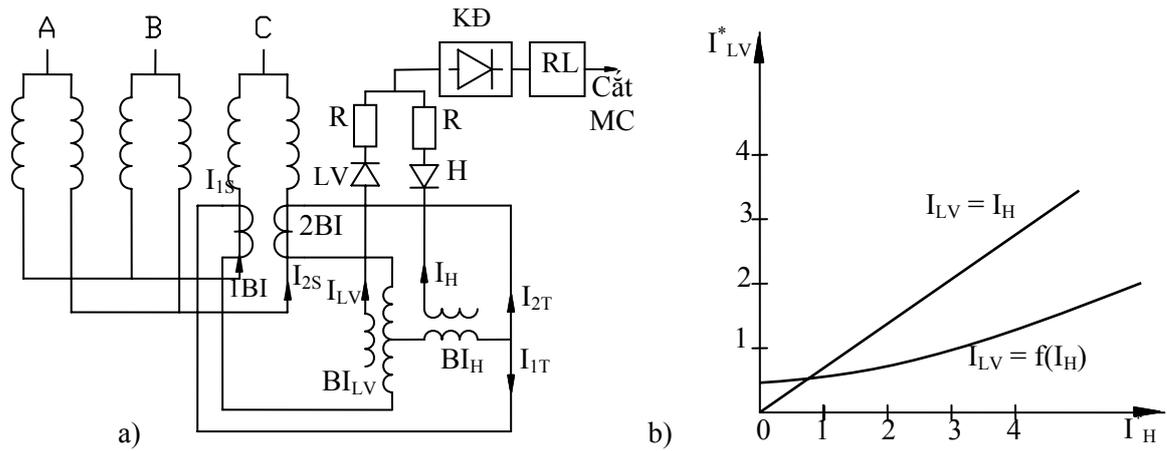 A B C
KĐ
RL
Cắt
MC
R R
LV H
I1S
2BI
1BI
I2S
ILV
IH
I2T
BILV
BIH
I1T
a)
I*LV
4
3
2
1
ILV = IH
ILV = f(IH)
0 1 2 3 4
I*H
b)